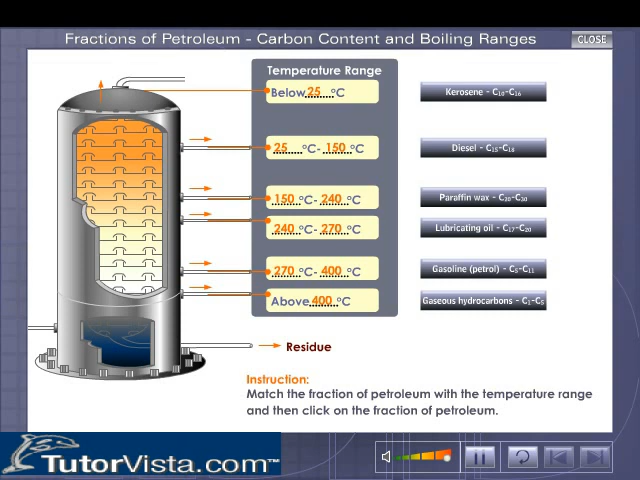 Fractions of Petroleum - Carbon Content and Boiling Ranges
CLOSE
Temperature Range
Below 25 °C
25 °C- 150 °C
150 °C- 240 °C
240 °C- 270 °C
270 °C- 400 °C
Above 400 °C
Kerosene - C₁₀-C₁₆
Diesel - C₁₅-C₁₈
Paraffin wax - C₂₀-C₃₀
Lubricating oil - C₁₇-C₂₀
Gasoline (petrol) - C₅-C₁₁
Gaseous hydrocarbons - C₁-C₅
Residue
Instruction:
Match the fraction of petroleum with the temperature range
and then click on the fraction of petroleum.
TutorVista.com™